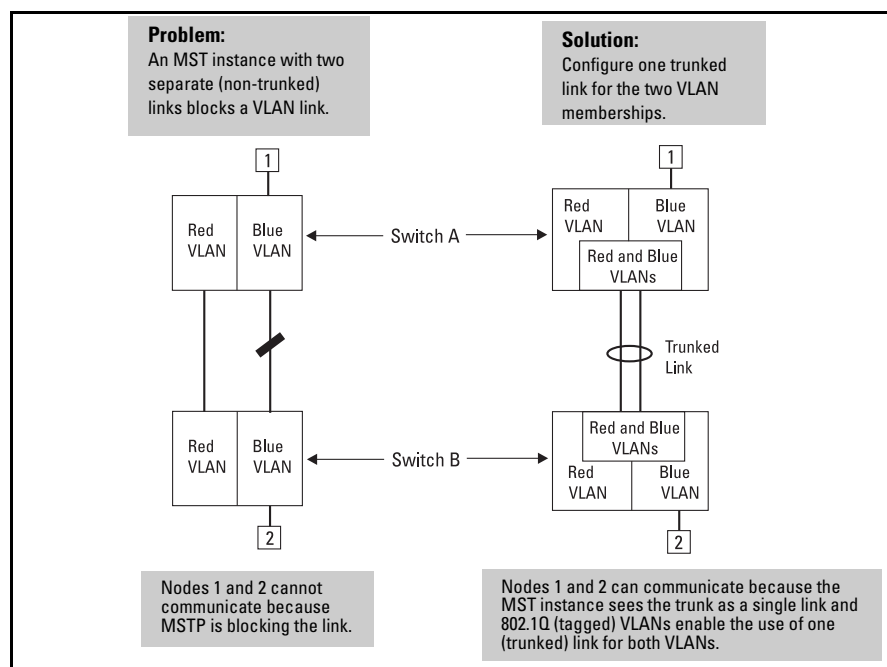 Problem:
An MST instance with two
separate (non-trunked)
links blocks a VLAN link.
Solution:
Configure one trunked
link for the two VLAN
memberships.
1
1
Red
VLAN
Blue
VLAN
Switch A
Red
VLAN
Blue
VLAN
Red and Blue
VLANs
Trunked
Link
Red
VLAN
Blue
VLAN
Switch B
Red and Blue
VLANs
Red
VLAN
Blue
VLAN
2
2
Nodes 1 and 2 cannot
communicate because
MSTP is blocking the link.
Nodes 1 and 2 can communicate because the
MST instance sees the trunk as a single link and
802.1Q (tagged) VLANs enable the use of one
(trunked) link for both VLANs.